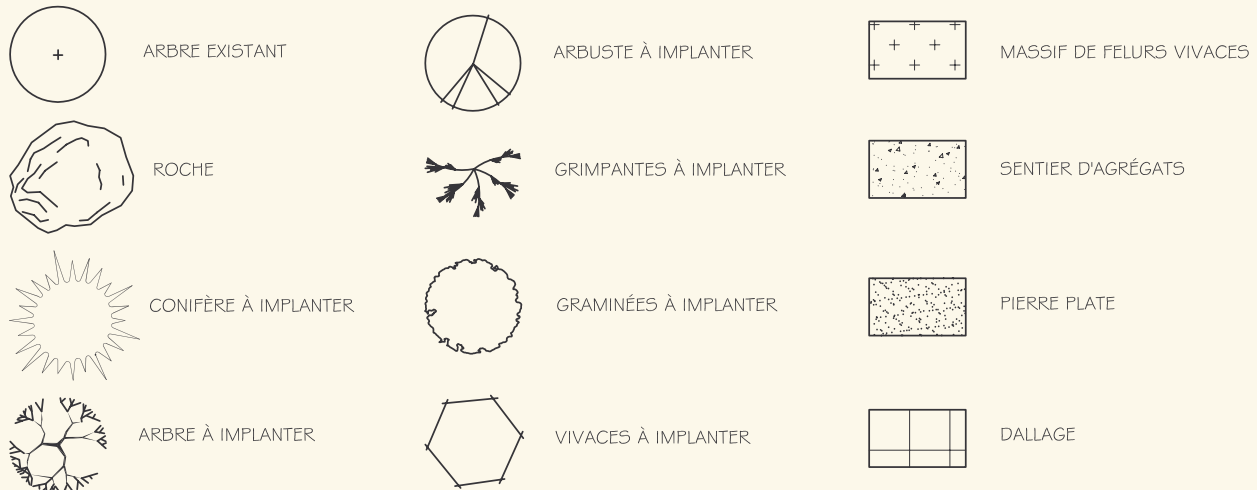 ARBRE EXISTANT
ROCHE
CONIFÈRE À IMPLANTER
ARBRE À IMPLANTER
ARBUSTE À IMPLANTER
GRIMPANTES À IMPLANTER
GRAMINÉES À IMPLANTER
VIVACES À IMPLANTER
MASSIF DE FELURS VIVACES
SENTIER D'AGRÉGATS
PIERRE PLATE
DALLAGE